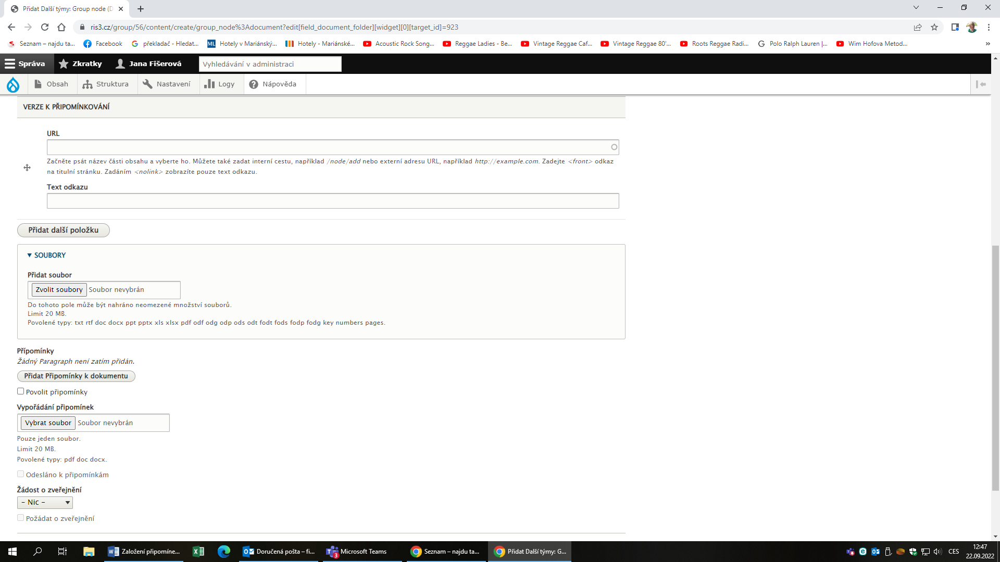 Přidat Další týmy: Group node (D
ris3.cz/group/56/content/create/group_node%3Adocument?edit[field_document_folder][widget][0][target_id]=923
Seznam – najdu ta...
Facebook
překladač - Hledat...
ML Hotely v Mariánský...
Hotely - Mariánské...
Acoustic Rock Song...
Reggae Ladies - Be...
Vintage Reggae Caf...
Vintage Reggae 80'...
Roots Reggae Radi...
Polo Ralph Lauren |...
Wim Hofova Metod...
»
Správa
Zkratky
Jana Fišerová
Vyhledávání v administraci
Obsah
Struktura
Nastavení
Logy
Nápověda
VERZE K PŘIPOMÍNKOVÁNÍ
URL
Začněte psát název části obsahu a vyberte ho. Můžete také zadat interní cestu, například /node/add nebo externí adresu URL, například http://example.com. Zadejte <front> odkaz
na titulní stránku. Zadáním <nolink> zobrazíte pouze text odkazu.
Text odkazu
Přidat další položku
SOUBORY
Přidat soubor
Zvolit soubory Soubor nevybrán
Do tohoto pole může být nahráno neomezené množství souborů.
Limit 20 MB.
Povolené typy: txt rtf doc docx ppt pptx xls xlsx pdf odf odg odp ods odt fodt fods fodp fodg key numbers pages.
Přípomínky
Žádný Paragraph není zatím přidán.
Přidat Připomínky k dokumentu
Povolit připomínky
Vypořádání připomínek
Vybrat soubor Soubor nevybrán
Pouze jeden soubor.
Limit 20 MB.
Povolené typy: pdf doc docx.
Odesláno k připomínkám
Žádost o zveřejnění
- Nic -
Požádat o zveřejnění
Založení připomíne...
Doručená pošta – fi...
3
Microsoft Teams
Seznam – najdu ta...
Přidat Další týmy: G...
CES
12:47
22.09.2022